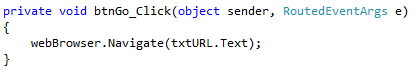 private void btnGo_Click(object sender, RoutedEventArgs e)
{
    webBrowser.Navigate(txtURL.Text);
}